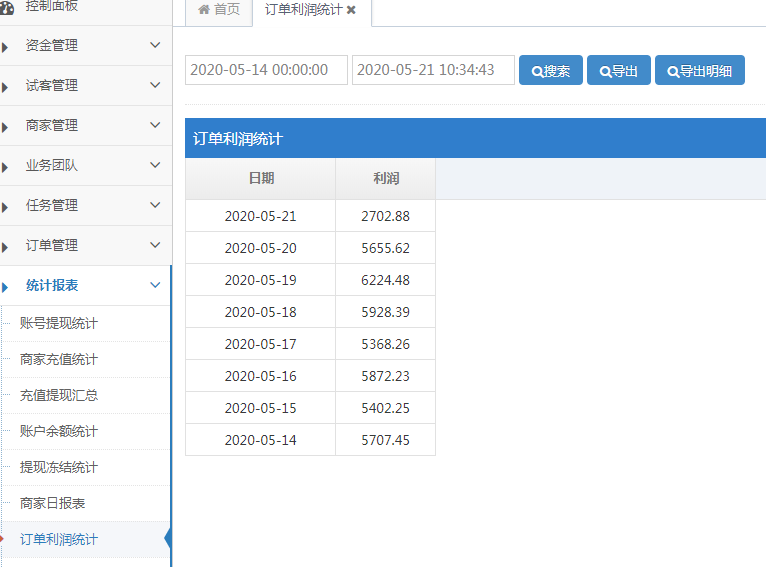 控制面板
资金管理
试客管理
商家管理
业务团队
任务管理
订单管理
统计报表
账号提现统计
商家充值统计
充值提现汇总
账户余额统计
提现冻结统计
商家日报表
订单利润统计
首页 订单利润统计
2020-05-14 00:00:00 2020-05-21 10:34:43 搜索 导出 导出明细
订单利润统计
日期 利润
2020-05-21 2702.88
2020-05-20 5655.62
2020-05-19 6224.48
2020-05-18 5928.39
2020-05-17 5368.26
2020-05-16 5872.23
2020-05-15 5402.25
2020-05-14 5707.45